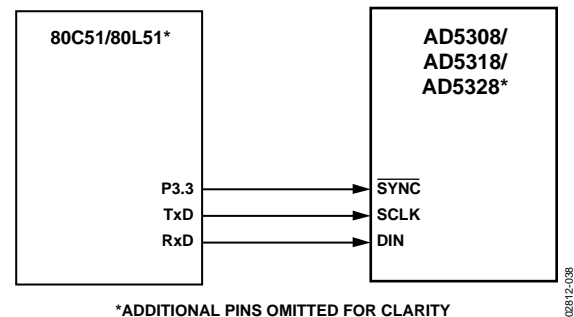 80C51/80L51*
AD5308/
AD5318/
AD5328*
P3.3
SYNC
TxD
SCLK
RxD
DIN
*ADDITIONAL PINS OMITTED FOR CLARITY
02812-038